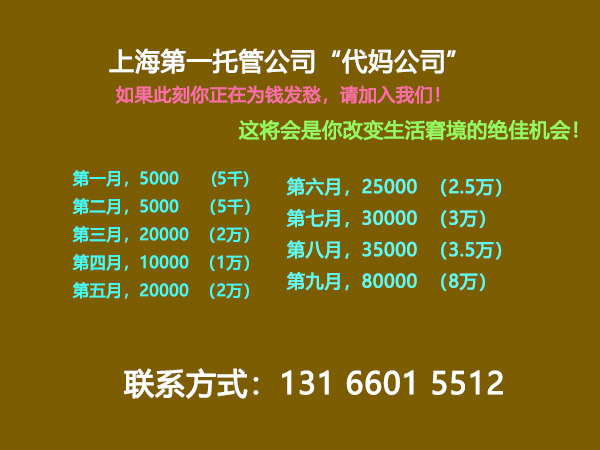 上海第一托管公司“代妈公司”
如果此刻你正在为钱发愁，请加入我们！
这将会是你改变生活窘境的绝佳机会！
第一月，5000 （5千）
第二月，5000 （5千）
第三月，20000 （2万）
第四月，10000 （1万）
第五月，20000 （2万）
第六月，25000 （2.5万）
第七月，30000 （3万）
第八月，35000 （3.5万）
第九月，80000 （8万）
联系方式：131 6601 5512